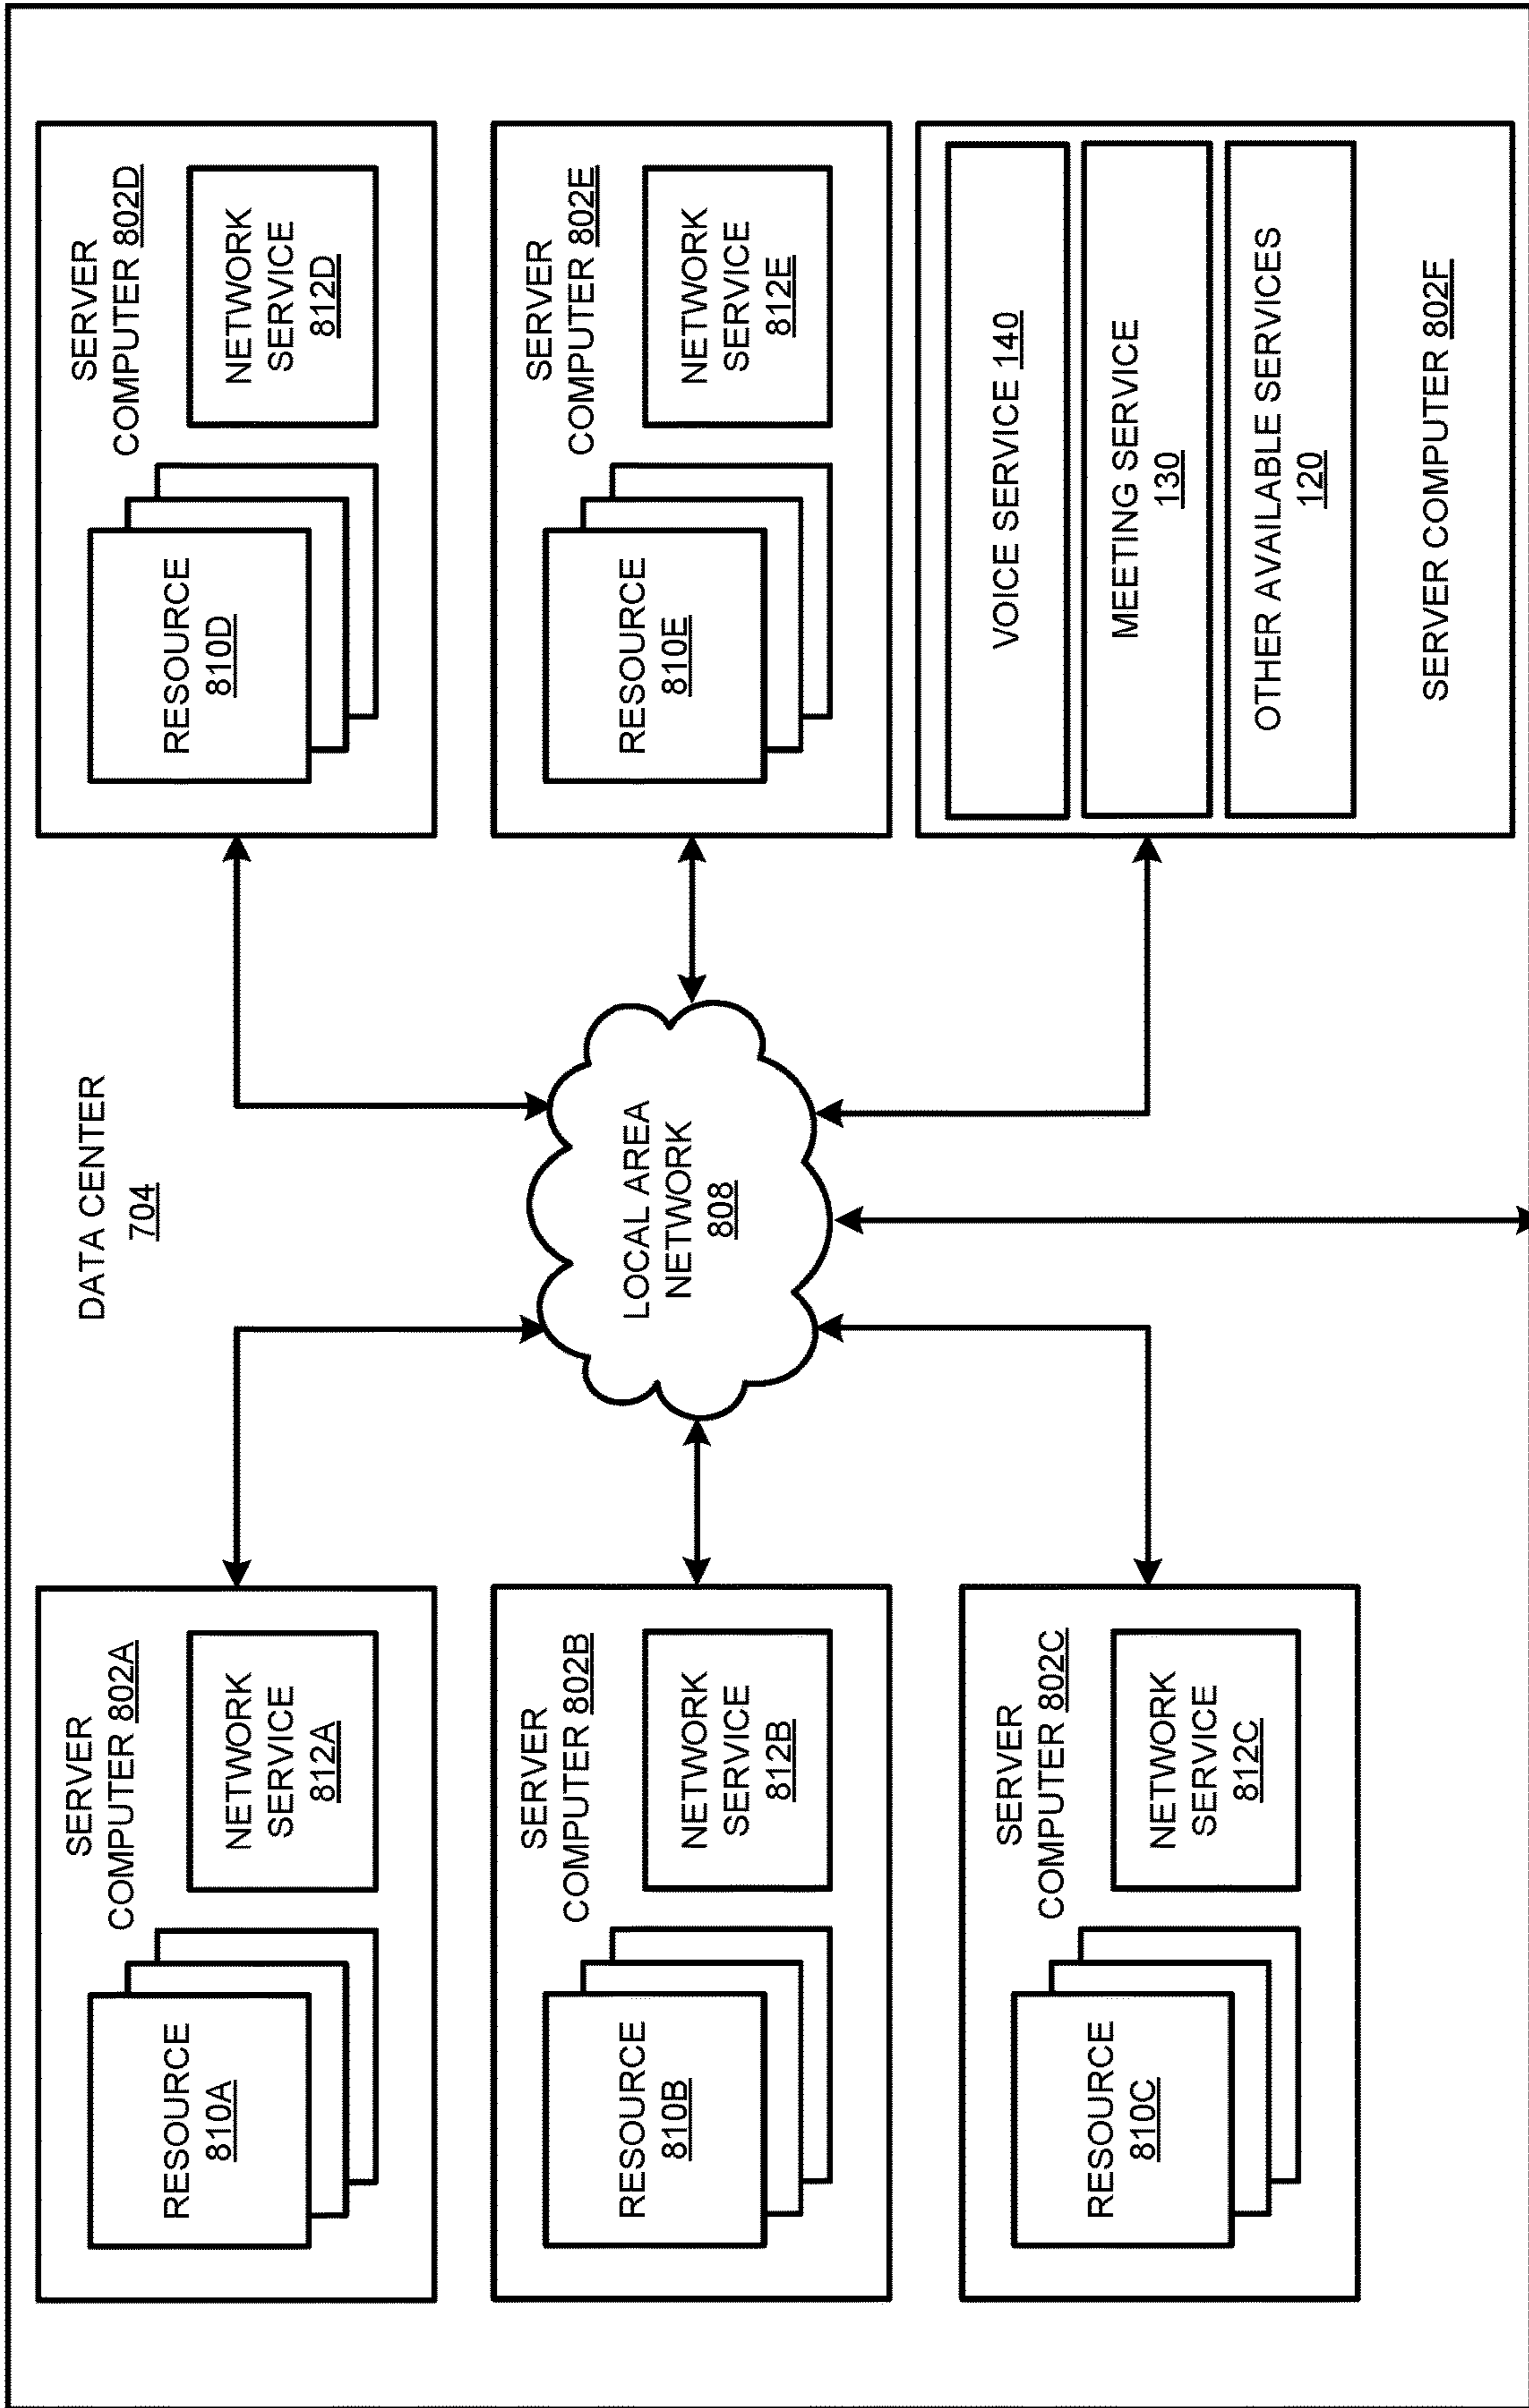 DATA CENTER
704
SERVER
COMPUTER 802A
RESOURCE
810A
NETWORK
SERVICE
812A
SERVER
COMPUTER 802B
RESOURCE
810B
NETWORK
SERVICE
812B
SERVER
COMPUTER 802C
RESOURCE
810C
NETWORK
SERVICE
812C
LOCAL AREA
NETWORK
808
SERVER
COMPUTER 802D
RESOURCE
810D
NETWORK
SERVICE
812D
SERVER
COMPUTER 802E
RESOURCE
810E
NETWORK
SERVICE
812E
VOICE SERVICE 140
MEETING SERVICE
130
OTHER AVAILABLE SERVICES
120
SERVER COMPUTER 802F